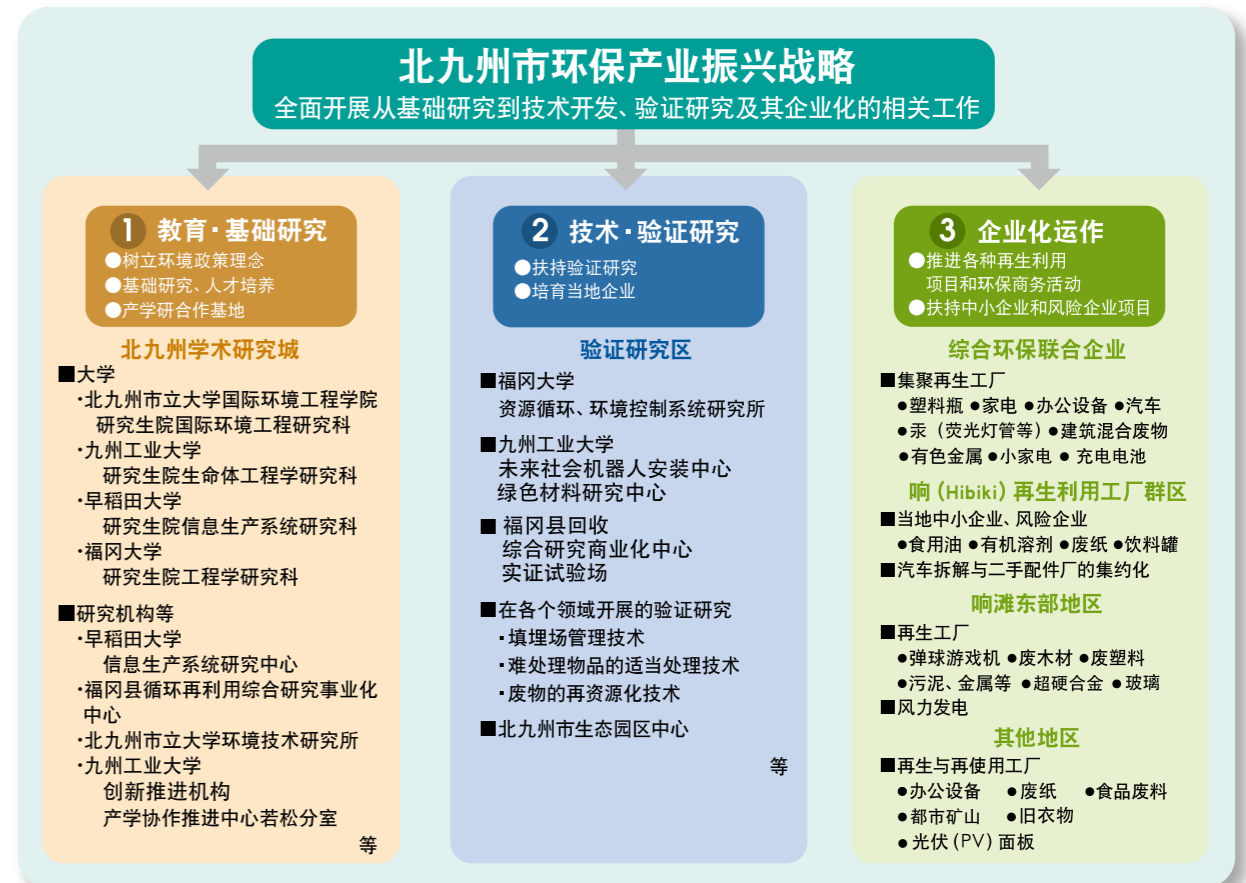 北九州市环保产业振兴战略
全面开展从基础研究到技术开发、验证研究及其企业化的相关工作
1 教育·基础研究
●树立环境政策理念
●基础研究、人才培养
●产学研合作基地
北九州学术研究城
■大学
·北九州市立大学国际环境工程学院
研究生院国际环境工程研究科
·九州工业大学
研究生院生命体工程学研究科
·早稻田大学
研究生院信息生产系统研究科
·福冈大学
研究生院工程学研究科
■研究机构等
·早稻田大学
信息生产系统研究中心
·福冈县循环再利用综合研究事业化
中心
·北九州市立大学环境技术研究所
·九州工业大学
创新推进机构
产学协作推进中心若松分室
等
2 技术·验证研究
●扶持验证研究
●培育当地企业
验证研究区
■福冈大学
资源循环、环境控制系统研究所
■九州工业大学
未来社会机器人安装中心
绿色材料研究中心
■ 福冈县回收
综合研究商业化中心
实证试验场
■在各个领域开展的验证研究
·填埋场管理技术
·难处理物品的适当处理技术
·废物的再资源化技术
■北九州市生态园区中心
等
3 企业化运作
●推进各种再生利用
项目和环保商务活动
●扶持中小企业和风险企业项目
综合环保联合企业
■集聚再生工厂
●塑料瓶 ●家电 ●办公设备 ●汽车
●汞（荧光灯管等）●建筑混合废物
●有色金属 ●小家电 ● 充电电池
响（Hibiki）再生利用工厂群区
■当地中小企业、风险企业
●食用油 ●有机溶剂 ●废纸 ●饮料罐
■汽车拆解与二手配件厂的集约化
响滩东部地区
■再生工厂
●弹球游戏机 ●废木材 ●废塑料
●污泥、金属等 ●超硬合金 ●玻璃
■风力发电
其他地区
■再生与再使用工厂
●办公设备 ●废纸 ●食品废料
●都市矿山 ●旧衣物
●光伏(PV)面板